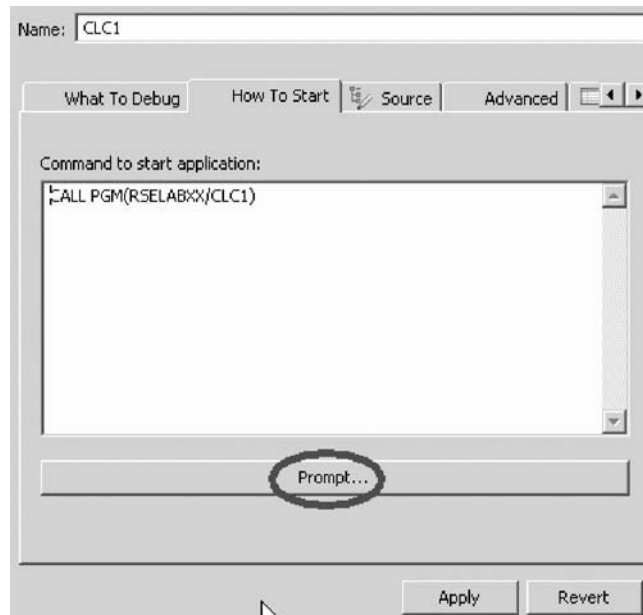 Name: CLC1
What To Debug How To Start Source Advanced
Command to start application:
CALL PGM(RSELABXX/CLC1)
Prompt...
Apply Revert